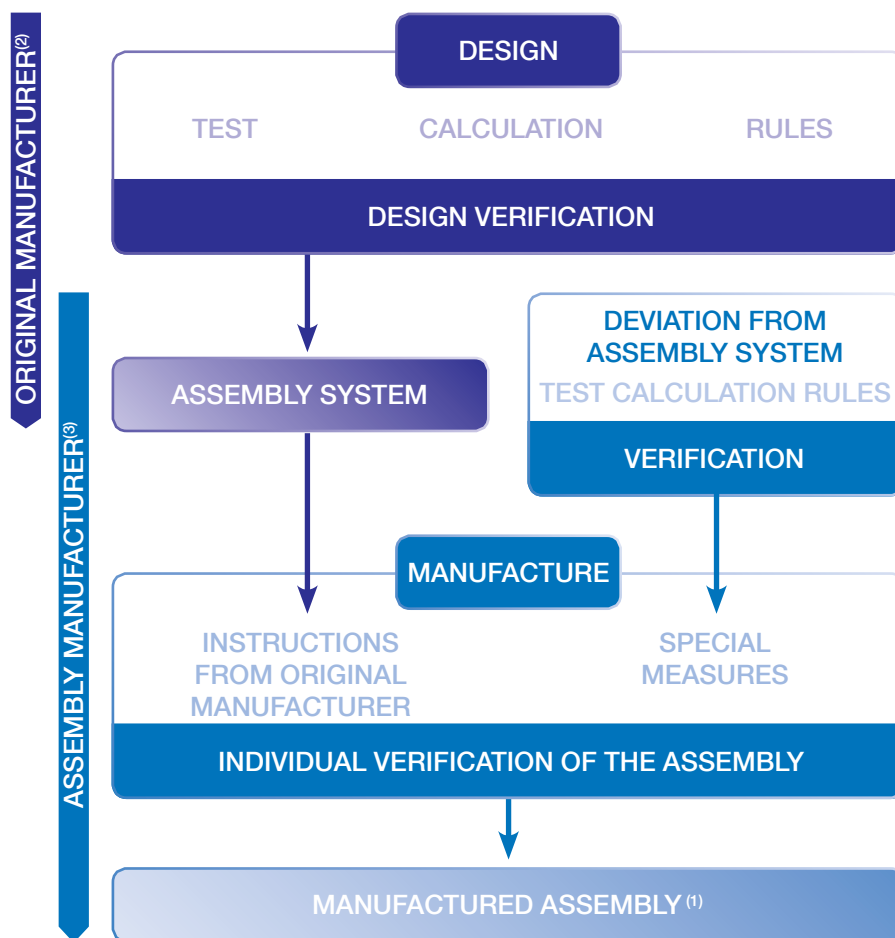 ORIGINAL MANUFACTURER(2)
DESIGN
TEST CALCULATION RULES
DESIGN VERIFICATION
ASSEMBLY MANUFACTURER(3)
ASSEMBLY SYSTEM
DEVIATION FROM
ASSEMBLY SYSTEM
TEST CALCULATION RULES
VERIFICATION
MANUFACTURE
INSTRUCTIONS
FROM ORIGINAL
MANUFACTURER
SPECIAL
MEASURES
INDIVIDUAL VERIFICATION OF THE ASSEMBLY
MANUFACTURED ASSEMBLY (1)